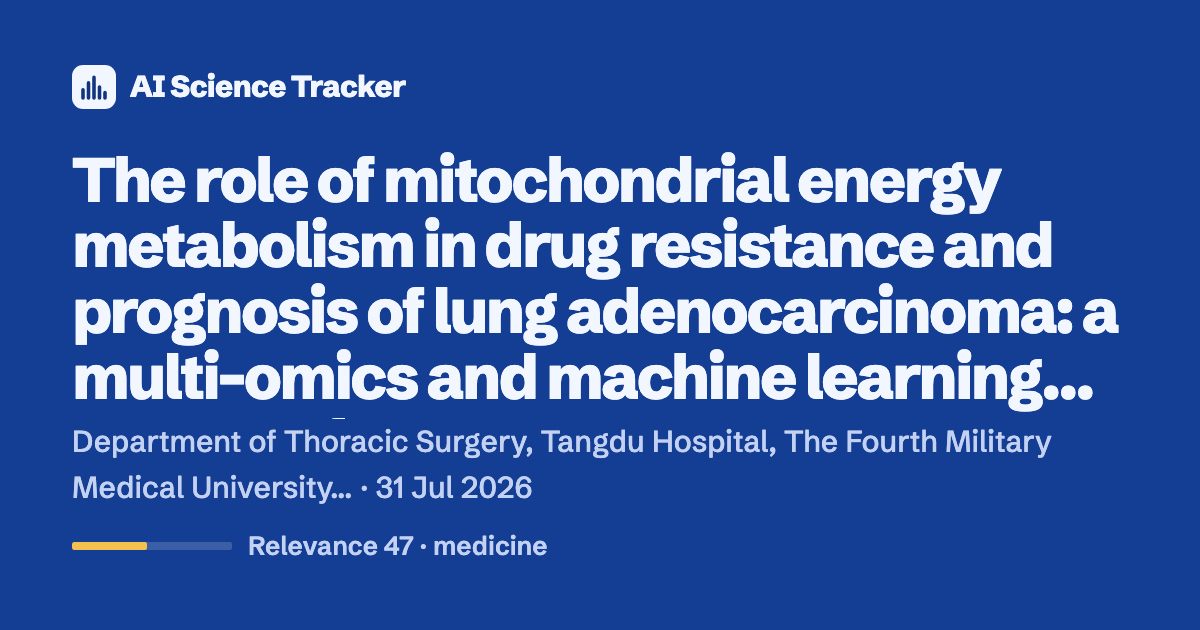 AI Science Tracker
The role of mitochondrial energy
metabolism in drug resistance and
prognosis of lung adenocarcinoma: a
multi-omics and machine learning...
Department of Thoracic Surgery, Tangdu Hospital, The Fourth Military
Medical University... · 31 Jul 2026
Relevance 47 · medicine